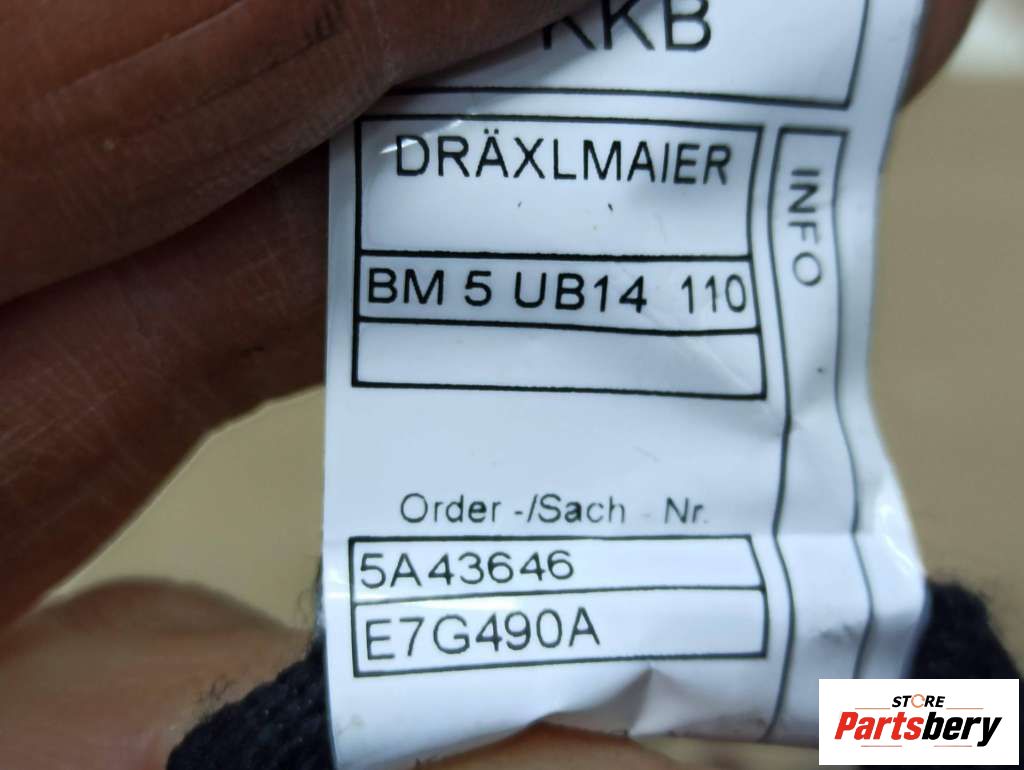 KKB
DRÄXLMAIER
INFO
BM 5 UB14 110
Order -/Sach - Nr.
5A43646
E7G490A
STORE
Partsbery